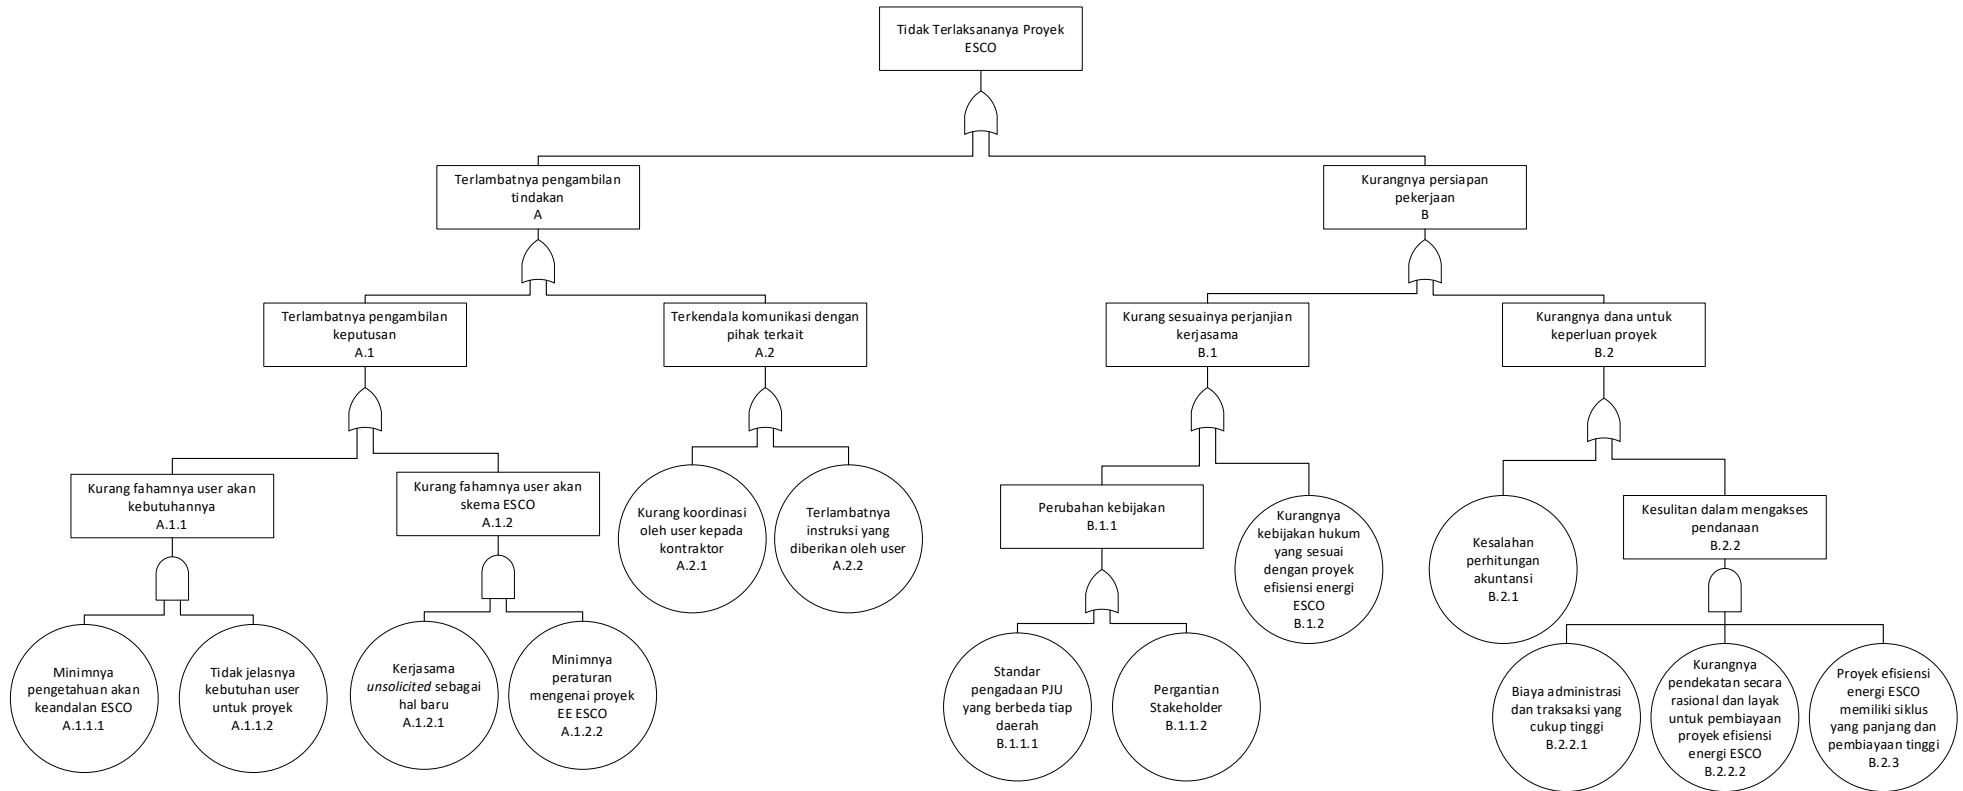 Tidak Terlaksananya Proyek
ESCO
Terlambatnya pengambilan
tindakan
A
Kurangnya persiapan
pekerjaan
B
Terlambatnya pengambilan
keputusan
A.1
Terkendala komunikasi dengan
pihak terkait
A.2
Kurang sesuainya perjanjian
kerjasama
B.1
Kurangnya dana untuk
keperluan proyek
B.2
Kurang fahamnya user akan
kebutuhannya
A.1.1
Kurang fahamnya user akan
skema ESCO
A.1.2
Kurang koordinasi
oleh user kepada
kontraktor
A.2.1
Terlambatnya
instruksi yang
diberikan oleh user
A.2.2
Perubahan kebijakan
B.1.1
Kurangnya
kebijakan hukum
yang sesuai
dengan proyek
efisiensi energi
ESCO
B.1.2
Kesalahan
perhitungan
akuntansi
B.2.1
Kesulitan dalam mengakses
pendanaan
B.2.2
Minimnya
pengetahuan akan
keandalan ESCO
A.1.1.1
Tidak jelasnya
kebutuhan user
untuk proyek
A.1.1.2
Kerjasama
unsolicited sebagai
hal baru
A.1.2.1
Minimnya
peraturan
mengenai proyek
EE ESCO
A.1.2.2
Standar
pengadaan PJU
yang berbeda tiap
daerah
B.1.1.1
Pergantian
Stakeholder
B.1.1.2
Biaya administrasi
dan traksaksi yang
cukup tinggi
B.2.2.1
Kurangnya
pendekatan secara
rasional dan layak
untuk pembiayaan
proyek efisiensi
energi ESCO
B.2.2.2
Proyek efisiensi
energi ESCO
memiliki siklus
yang panjang dan
pembiayaan tinggi
B.2.3